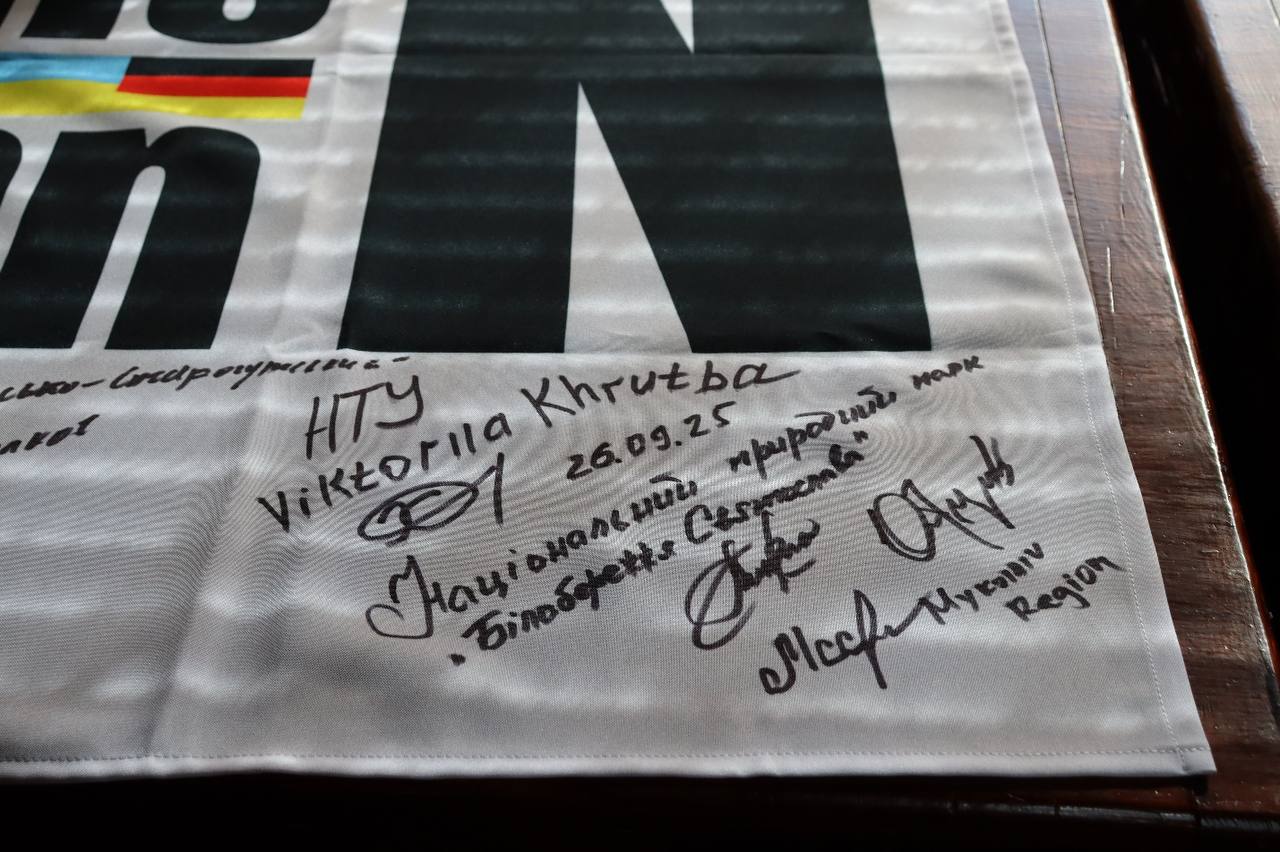 N
n
НТУ
Viktoriia Khrutba
26.09.25
Національний природний парк
„Білобережжя Святослава"
Mykolaiv
Region